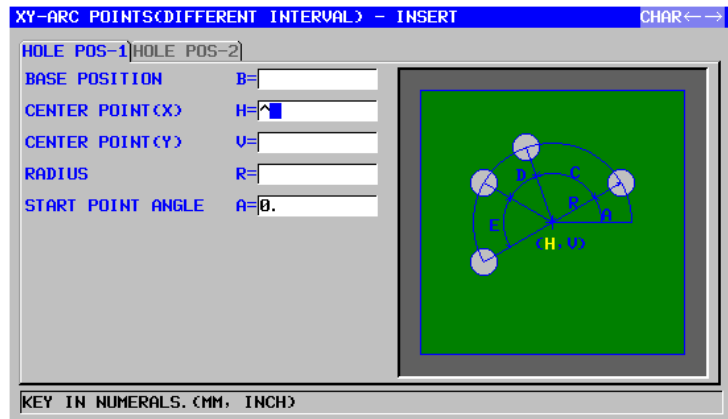 XY-ARC POINTS(DIFFERENT INTERVAL) - INSERT CHAR←→
HOLE POS-1 HOLE POS-2
BASE POSITION B=
CENTER POINT(X) H=^
CENTER POINT(Y) V=
RADIUS R=
START POINT ANGLE A=0.
D C
R
A
E
(H,V)
KEY IN NUMERALS.(MM, INCH)